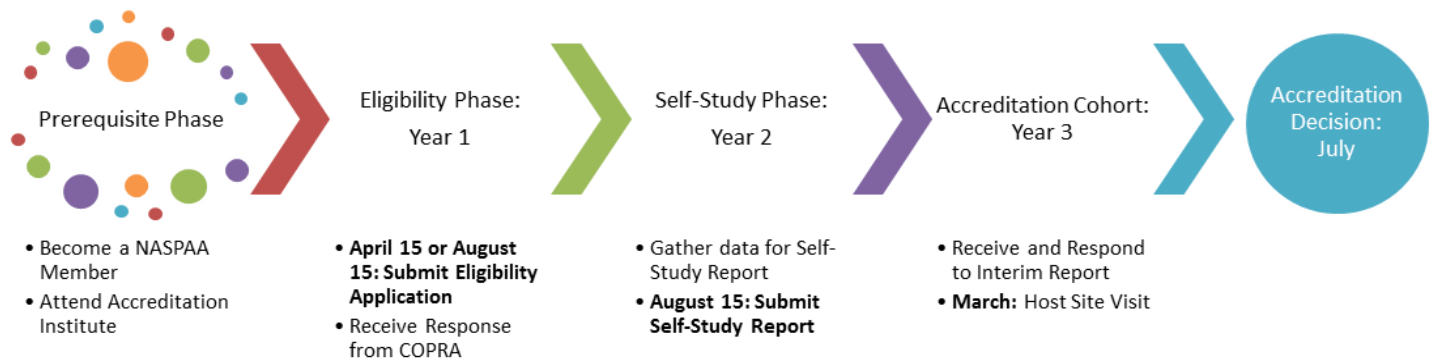 Prerequisite Phase
Eligibility Phase:
Year 1
Self-Study Phase:
Year 2
Accreditation Cohort:
Year 3
Accreditation
Decision:
July
• Become a NASPAA
Member
• Attend Accreditation
Institute
• April 15 or August
15: Submit Eligibility
Application
• Receive Response
from COPRA
• Gather data for Self-
Study Report
• August 15: Submit
Self-Study Report
• Receive and Respond
to Interim Report
• March: Host Site Visit